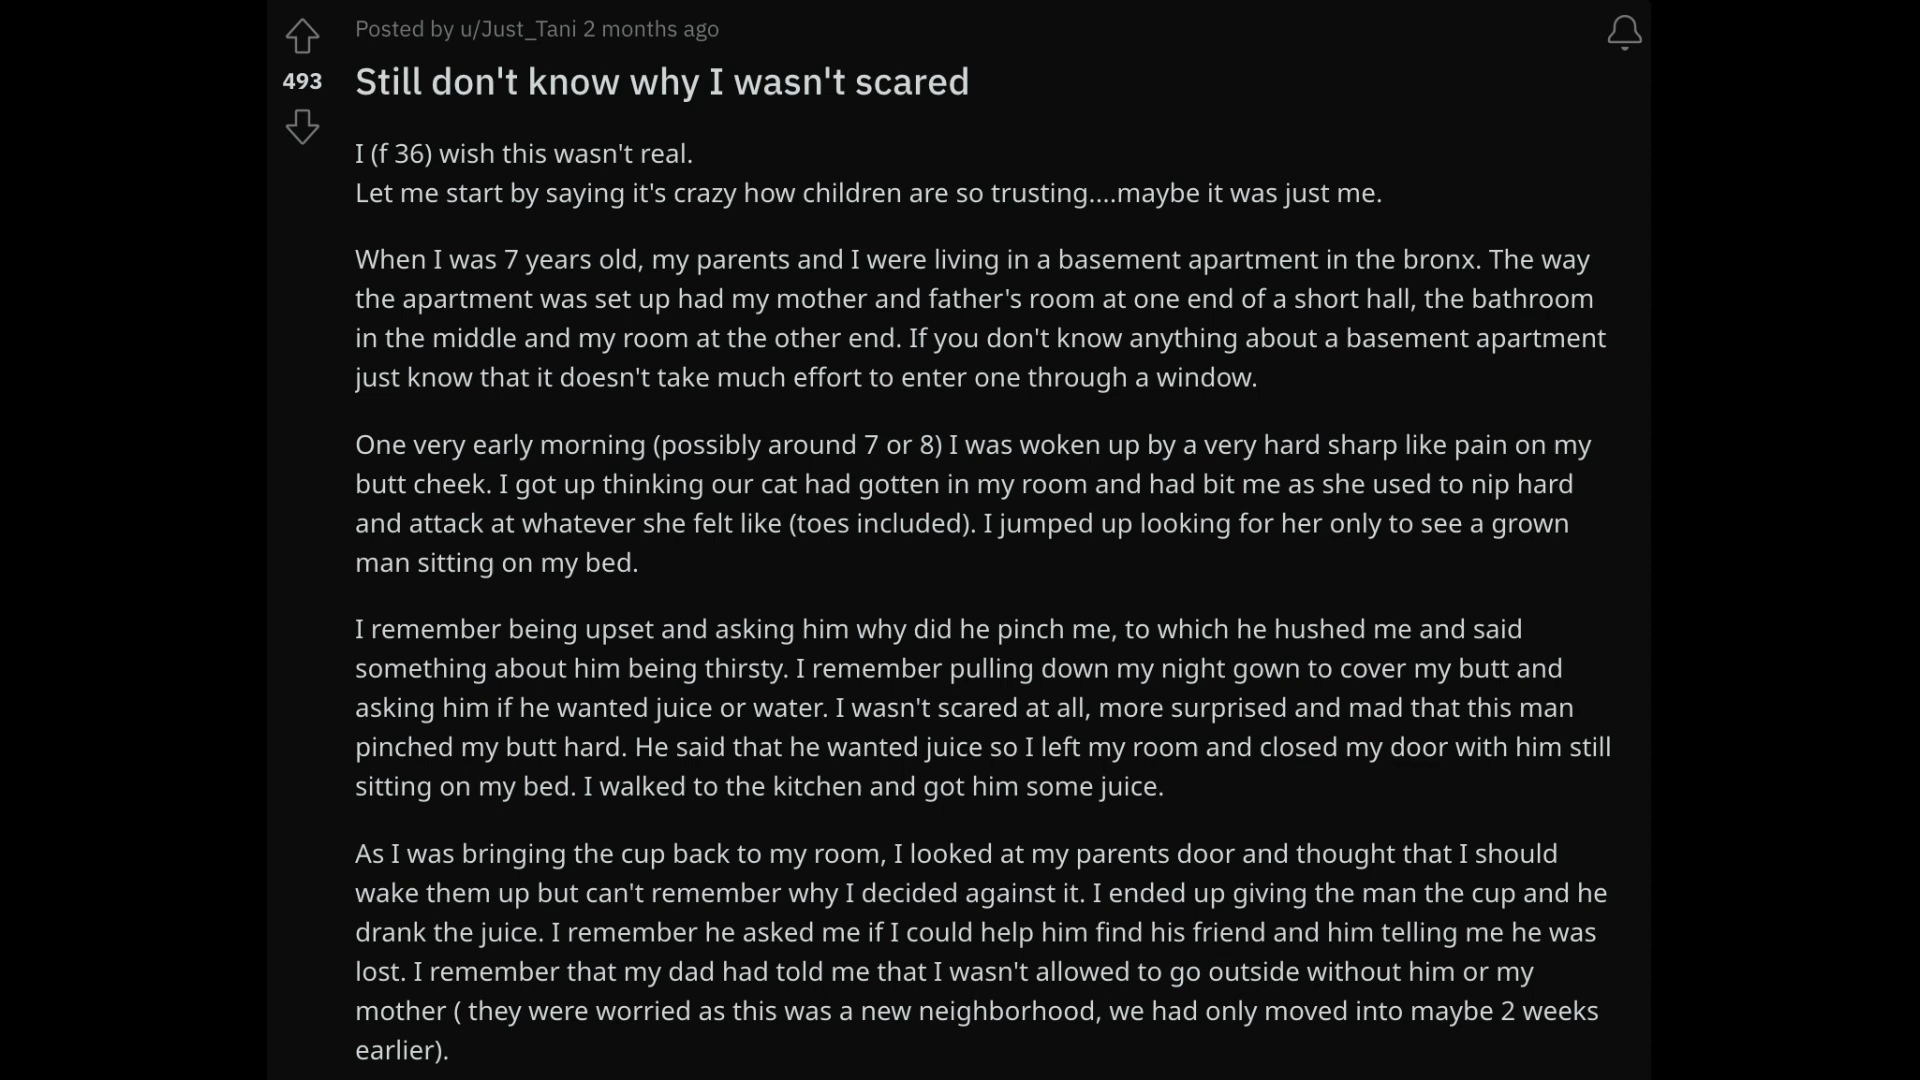 Posted by u/Just_Tani 2 months ago
493
Still don't know why I wasn't scared
I (f 36) wish this wasn't real.
Let me start by saying it's crazy how children are so trusting....maybe it was just me.
When I was 7 years old, my parents and I were living in a basement apartment in the bronx. The way
the apartment was set up had my mother and father's room at one end of a short hall, the bathroom
in the middle and my room at the other end. If you don't know anything about a basement apartment
just know that it doesn't take much effort to enter one through a window.
One very early morning (possibly around 7 or 8) I was woken up by a very hard sharp like pain on my
butt cheek. I got up thinking our cat had gotten in my room and had bit me as she used to nip hard
and attack at whatever she felt like (toes included). I jumped up looking for her only to see a grown
man sitting on my bed.
I remember being upset and asking him why did he pinch me, to which he hushed me and said
something about him being thirsty. I remember pulling down my night gown to cover my butt and
asking him if he wanted juice or water. I wasn't scared at all, more surprised and mad that this man
pinched my butt hard. He said that he wanted juice so I left my room and closed my door with him still
sitting on my bed. I walked to the kitchen and got him some juice.
As I was bringing the cup back to my room, I looked at my parents door and thought that I should
wake them up but can't remember why I decided against it. I ended up giving the man the cup and he
drank the juice. I remember he asked me if I could help him find his friend and him telling me he was
lost. I remember that my dad had told me that I wasn't allowed to go outside without him or my
mother ( they were worried as this was a new neighborhood, we had only moved into maybe 2 weeks
earlier).